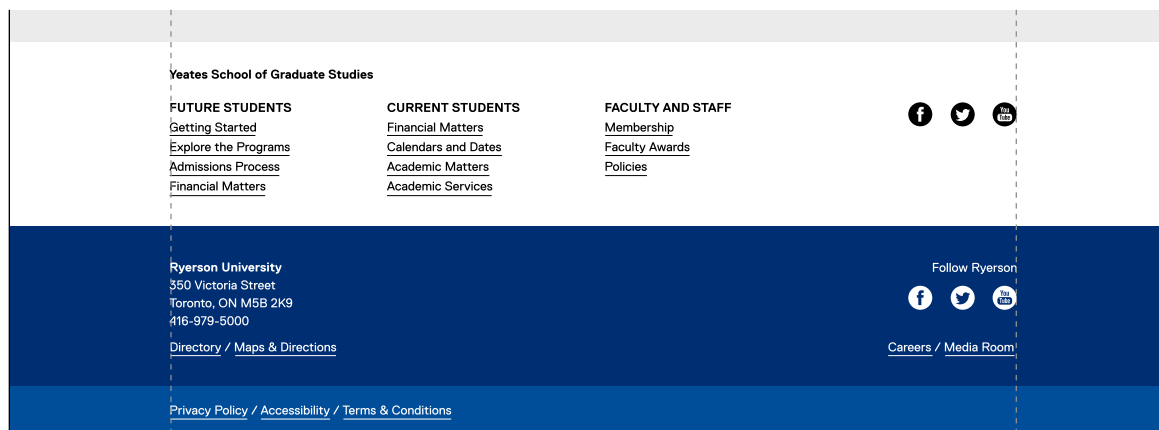 Yeates School of Graduate Studies
FUTURE STUDENTS
Getting Started
Explore the Programs
Admissions Process
Financial Matters
CURRENT STUDENTS
Financial Matters
Calendars and Dates
Academic Matters
Academic Services
FACULTY AND STAFF
Membership
Faculty Awards
Policies
You
Tube
Ryerson University
350 Victoria Street
Toronto, ON M5B 2K9
416-979-5000
Directory / Maps & Directions
Follow Ryerson
You
Tube
Careers / Media Room
Privacy Policy / Accessibility / Terms & Conditions